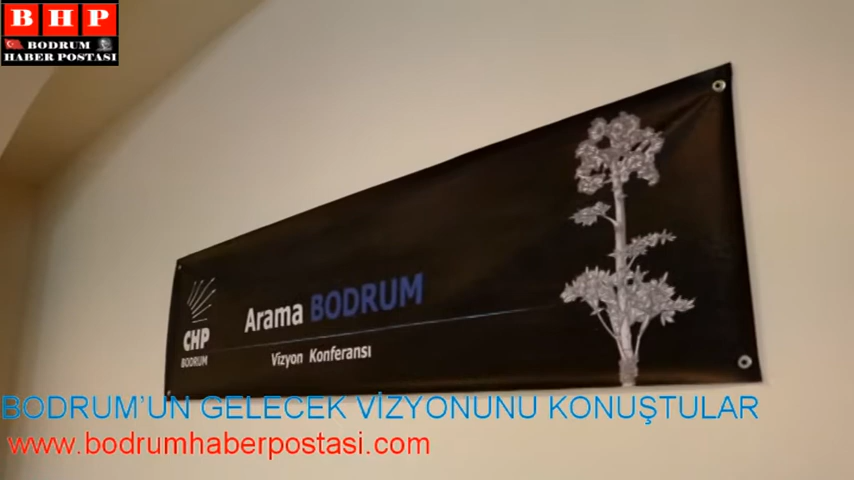 BHP
BODRUM
HABER POSTASI
Arama BODRUM
CHP
BODRUM
Vizyon Konferansı
BODRUM'UN GELECEK VİZYONUNU KONUŞTULAR
www.bodrumhaberpostasi.com